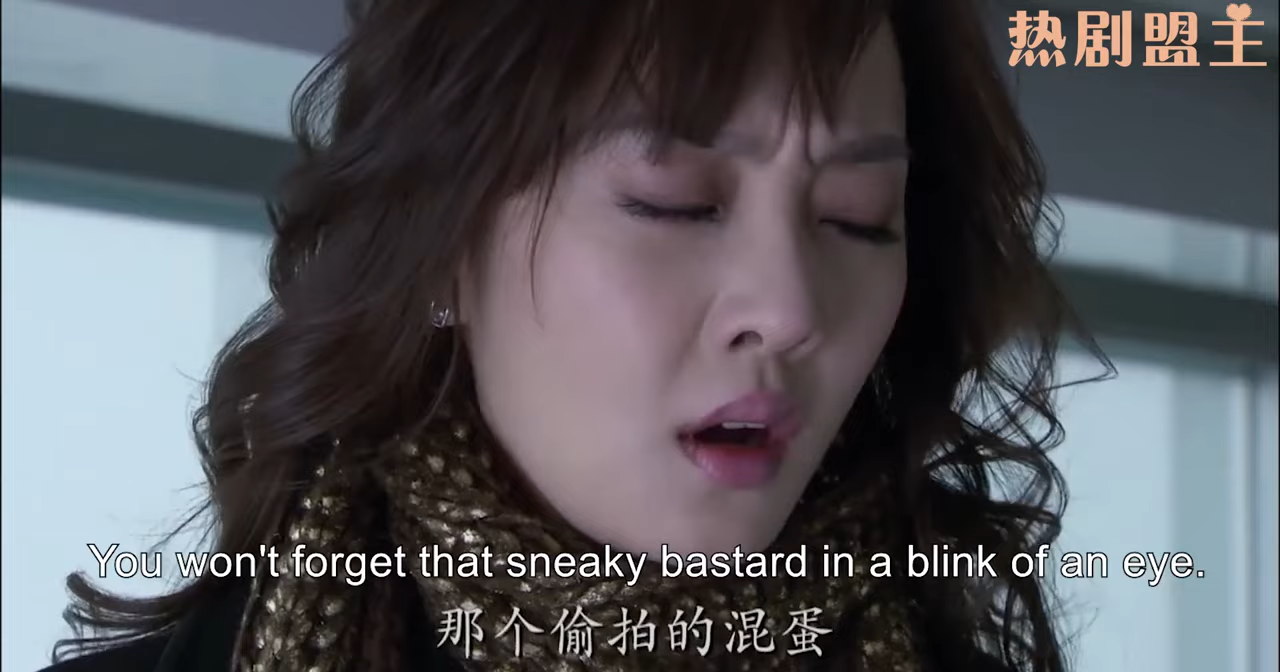 热剧盟主
You won't forget that sneaky bastard in a blink of an eye.
那个偷拍的混蛋